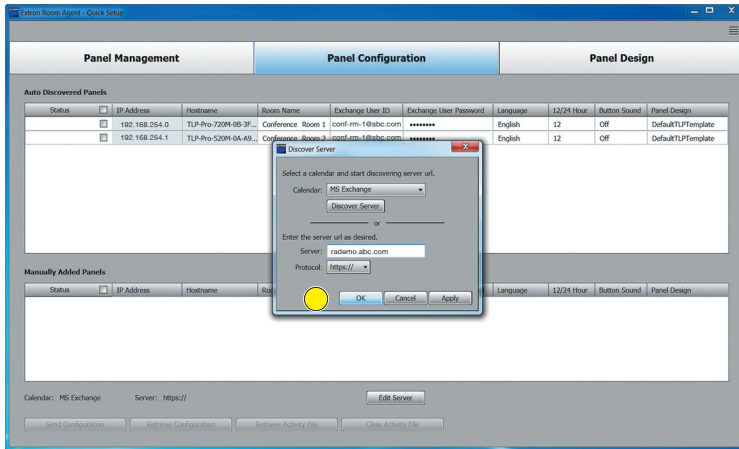 Extron Room Agent - Quick Setup
Panel Management Panel Configuration Panel Design
Auto Discovered Panels
Status IP Address Hostname Room Name Exchange User ID Exchange User Password Language 12/24 Hour Button Sound Panel Design
192.168.254.0 TLP-Pro-720M-0B-3F... Conference Room 1 conf-rm-1@abc.com •••••••• English 12 Off DefaultTLPTemplate
192.168.254.1 TLP-Pro-520M-0A-A9... Conference Room 2 conf-rm-1@abc.com •••••••• English 12 Off DefaultTLPTemplate
Discover Server X
Select a calendar and start discovering server url.
Calendar: MS Exchange
Discover Server
or
Enter the server url as desired.
Server: rademo.abc.com
Protocol: https://
OK Cancel Apply
Manually Added Panels
Status IP Address Hostname Language 12/24 Hour Button Sound Panel Design
Calendar: MS Exchange Server: https:// Edit Server
Send Configuration Retrieve Configuration Retrieve Activity File Clear Activity File